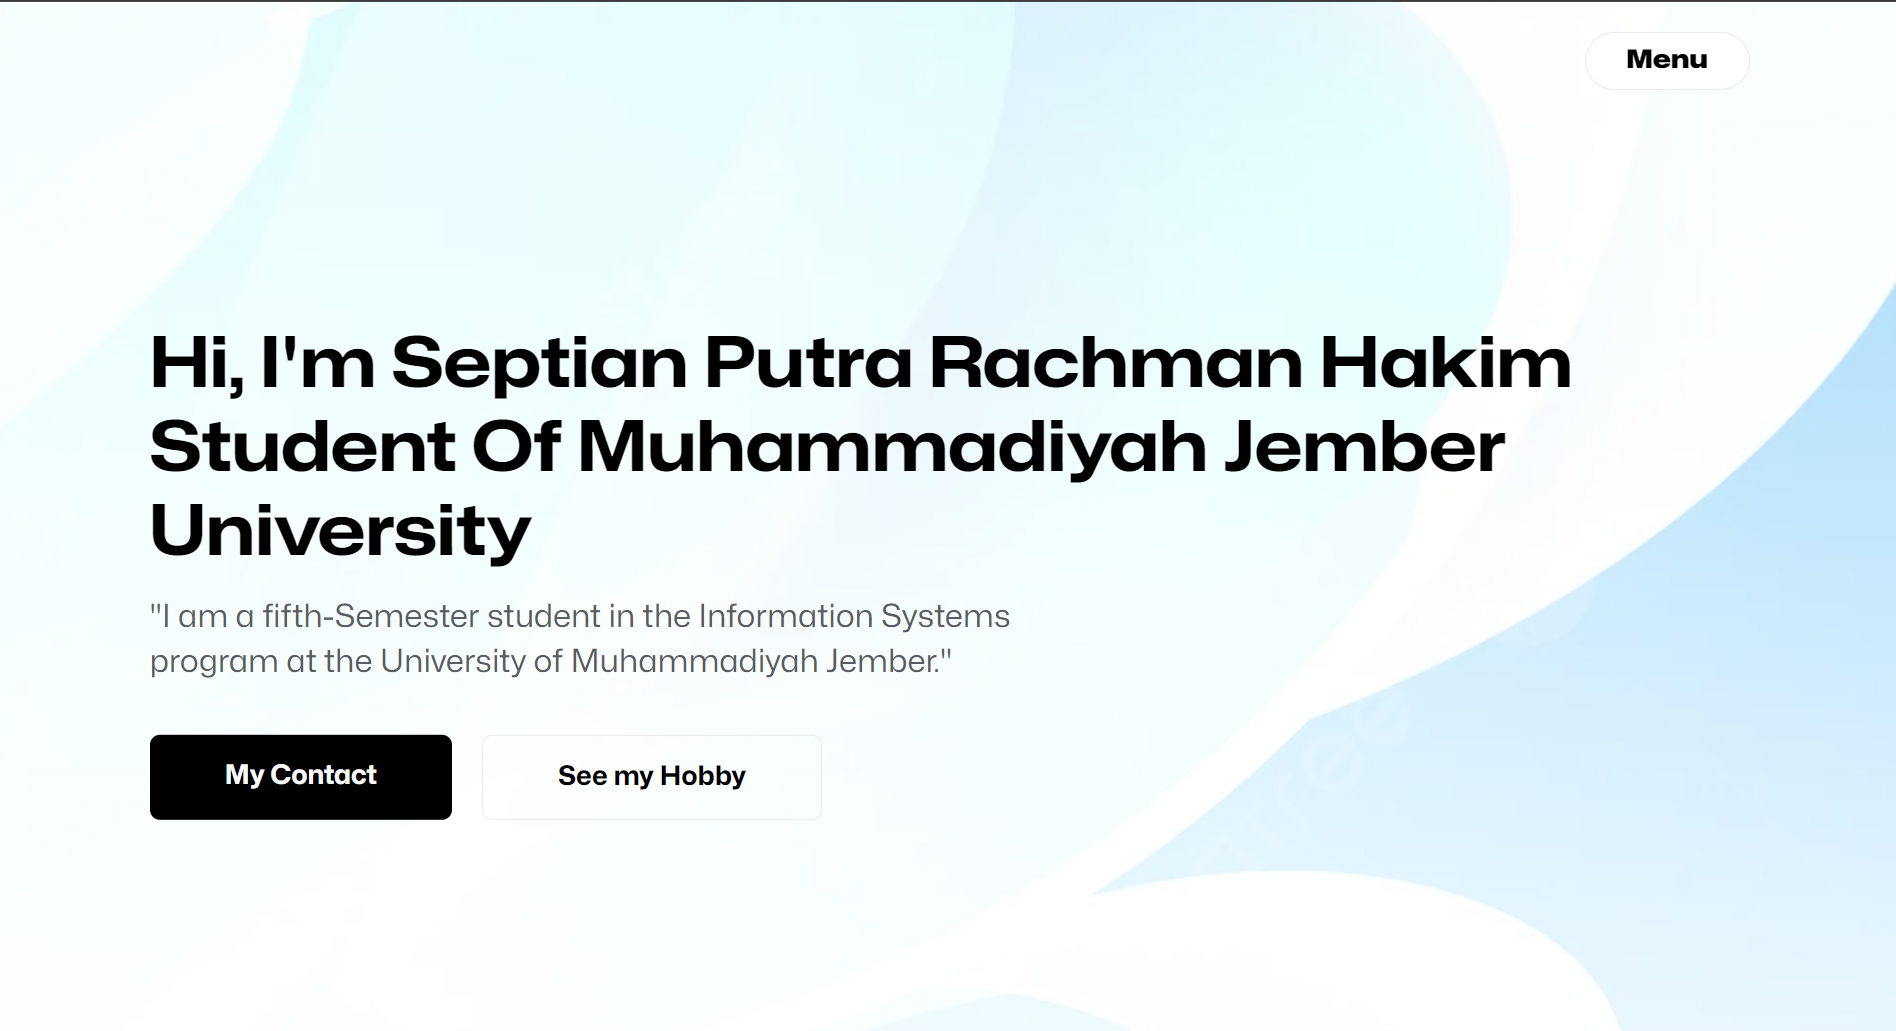 Menu
Hi, I'm Septian Putra Rachman Hakim
Student Of Muhammadiyah Jember
University
"I am a fifth-Semester student in the Information Systems
program at the University of Muhammadiyah Jember."
My Contact
See my Hobby